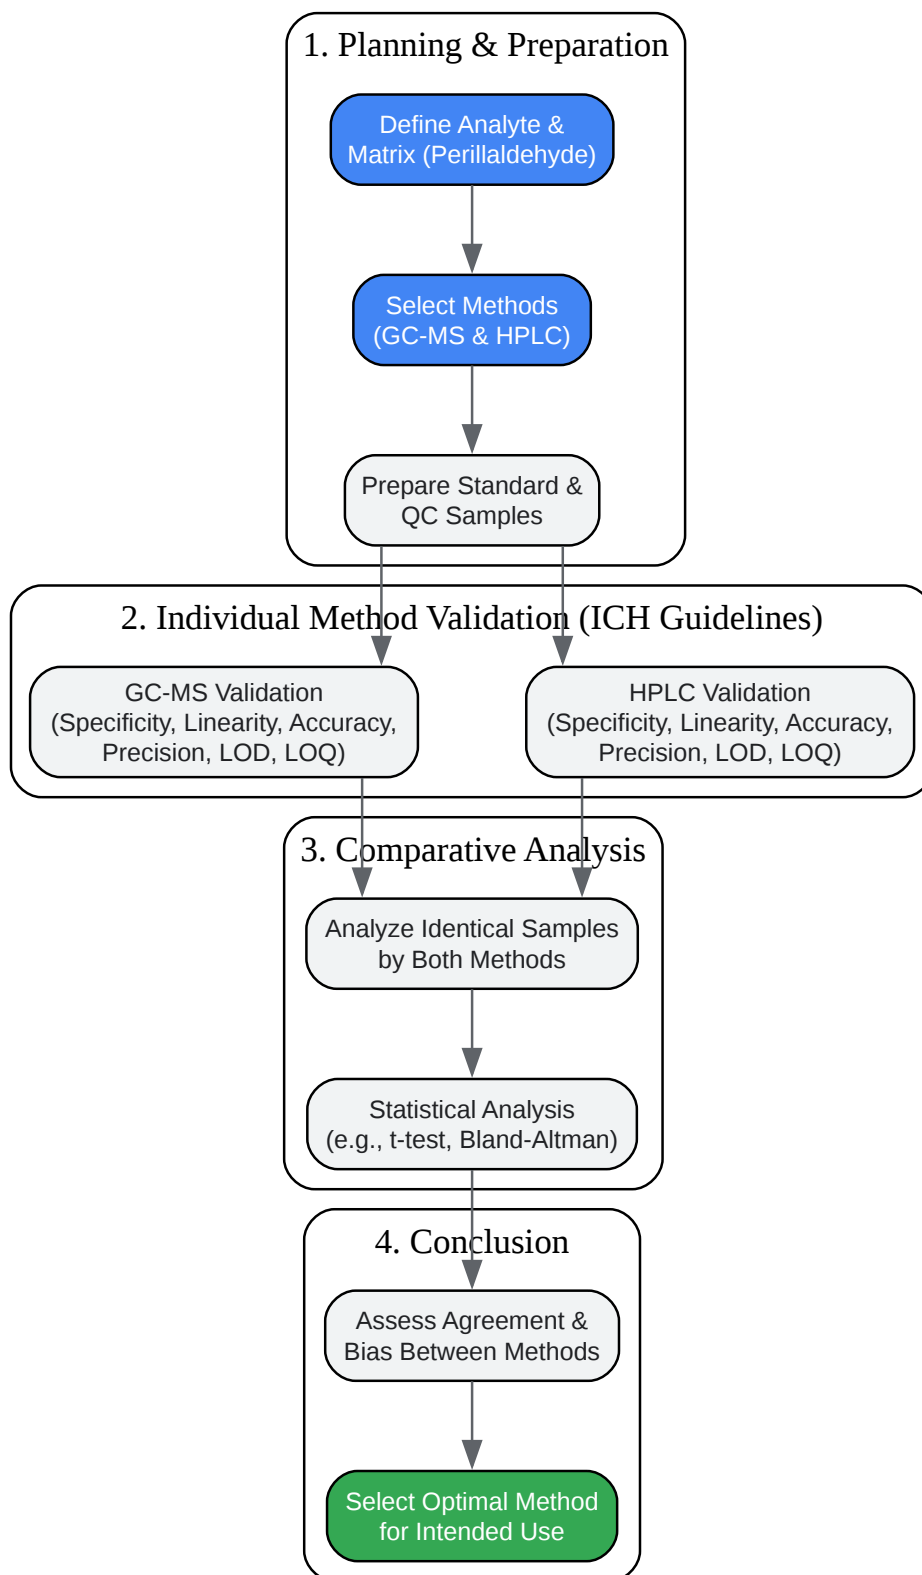 1. Planning & Preparation
Define Analyte &
Matrix (Perillaldehyde)
Select Methods
(GC-MS & HPLC)
Prepare Standard &
QC Samples
2. Individual Method Validation (ICH Guidelines)
GC-MS Validation
(Specificity, Linearity, Accuracy,
Precision, LOD, LOQ)
HPLC Validation
(Specificity, Linearity, Accuracy,
Precision, LOD, LOQ)
3. Comparative Analysis
Analyze Identical Samples
by Both Methods
Statistical Analysis
(e.g., t-test, Bland-Altman)
4. Conclusion
Assess Agreement &
Bias Between Methods
Select Optimal Method
for Intended Use